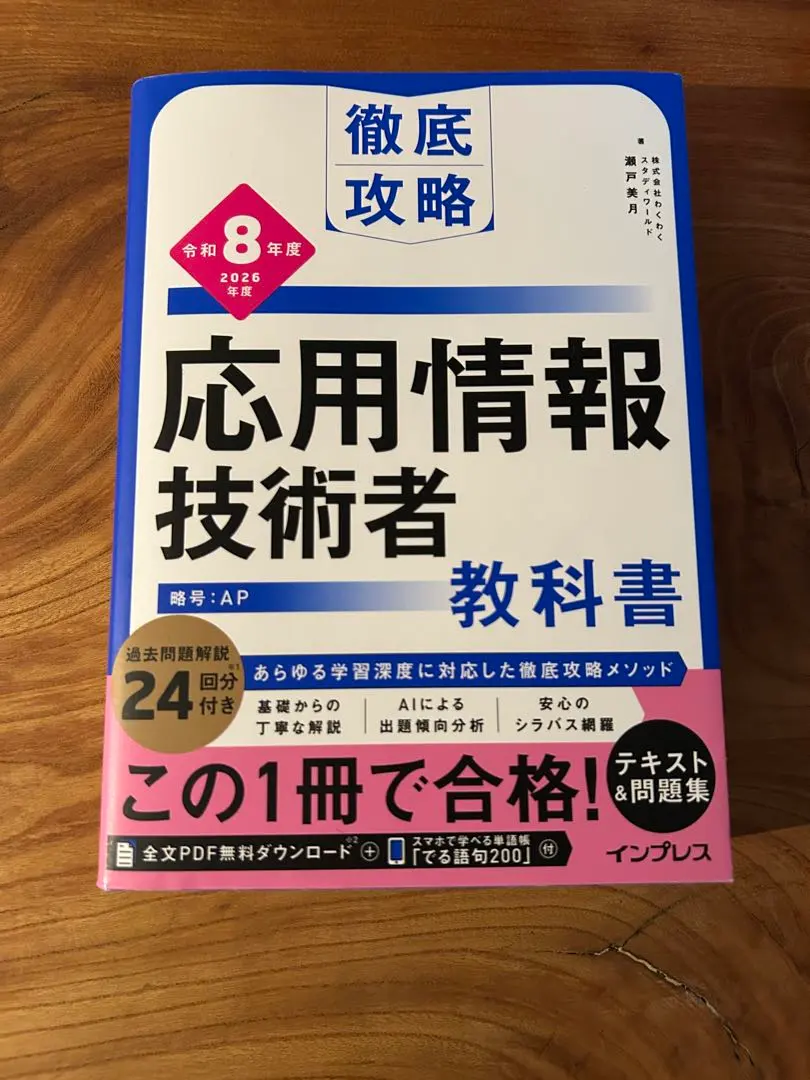 徹底
攻略
著
株式会社わくわく
スタディワールド
瀬戸美月
令和8年度
2026
年度
応用情報
技術者
略号：AP
教科書
過去問題解説※1
24回分
付き
あらゆる学習深度に対応した徹底攻略メソッド
基礎からの
丁寧な解説
AIによる
出題傾向分析
安心の
シラバス網羅
この1冊で合格！
テキスト
&問題集
全文PDF無料ダウンロード※2
+
スマホで学べる単語帳
「でる語句200」付
インプレス